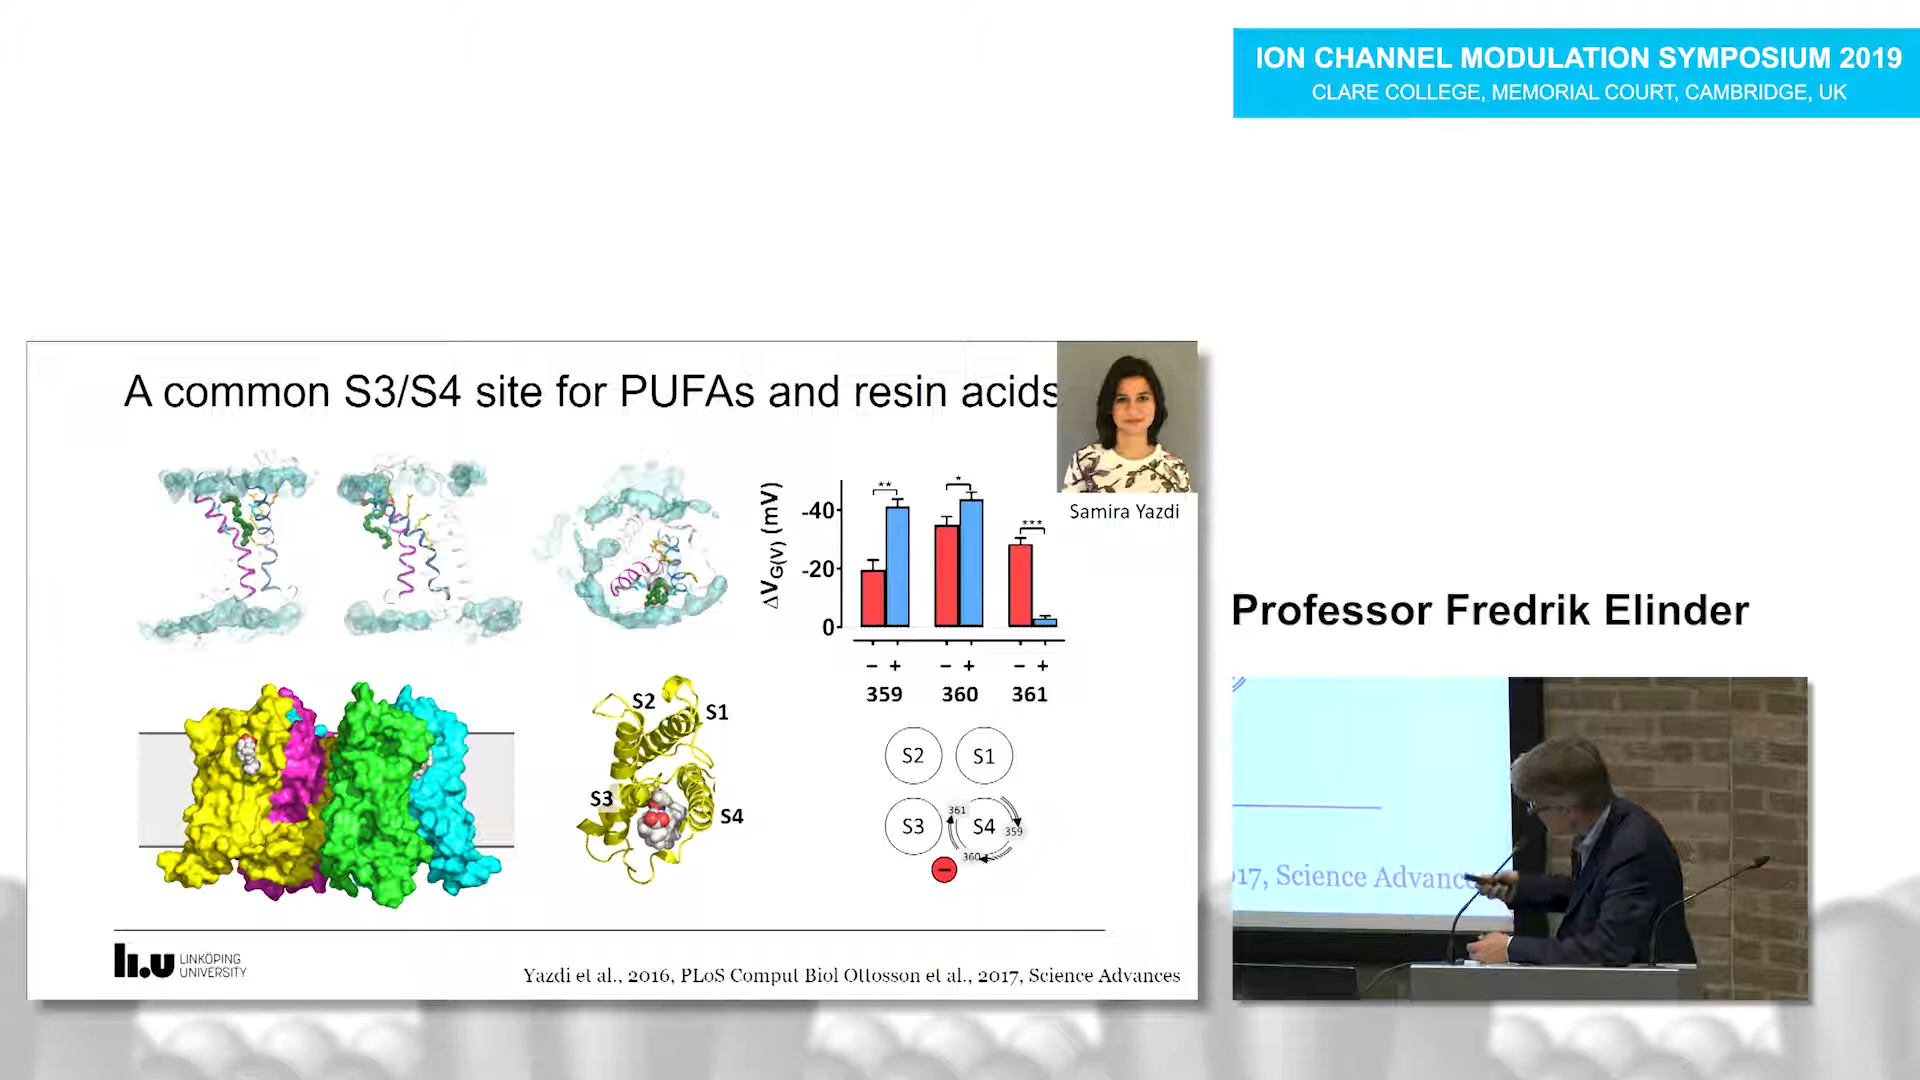 ION CHANNEL MODULATION SYMPOSIUM 2019
CLARE COLLEGE, MEMORIAL COURT, CAMBRIDGE, UK
A common S3/S4 site for PUFAs and resin acids
Samira Yazdi
ΔVG(V) (mV)
-40
-20
0
** * ***
− + − + − +
359 360 361
S2
S1
S3
S4
S2 S1
S3 S4
361
359
360
−
li.u LINKÖPING
UNIVERSITY
Yazdi et al., 2016, PLoS Comput Biol Ottosson et al., 2017, Science Advances
Professor Fredrik Elinder
17, Science Advance